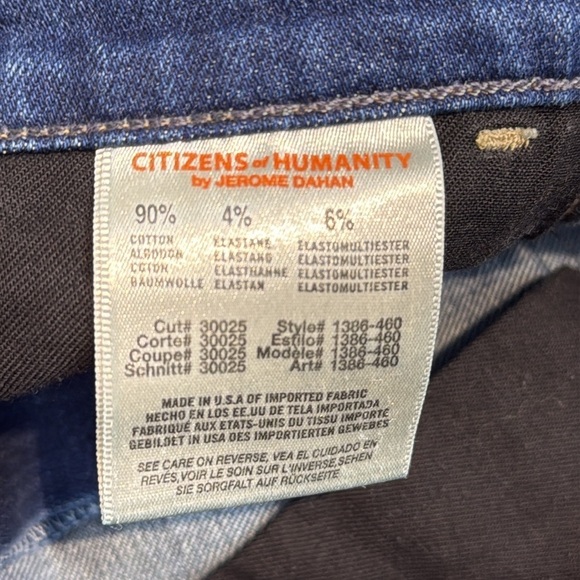 CITIZENS of HUMANITY
by JEROME DAHAN
90% 4% 6%
COTTON ELASTANE ELASTOMULTIESTER
ALGODON ELASTANO ELASTOMULTIESTER
COTON ELASTHANNE ELASTOMULTIESTER
BAUMWOLLE ELASTAN ELASTOMULTIESTER
Cut# 30025 Style# 1386-460
Corte# 30025 Estilo# 1386-460
Coupe# 30025 Modele# 1386-460
Schnitt# 30025 Art# 1386-460
MADE IN U.S.A OF IMPORTED FABRIC
HECHO EN LOS EE.UU DE TELA IMPORTADA
FABRIQUÉ AUX ETATS-UNIS DU TISSU IMPORTÉ
GEBILDET IN USA DES IMPORTIERTEN GEWEBES
SEE CARE ON REVERSE, VEA EL CUIDADO EN
REVÉS,VOIR LE SOIN SUR L'INVERSE,SEHEN
SIE SORGFALT AUF RÜCKSEITE